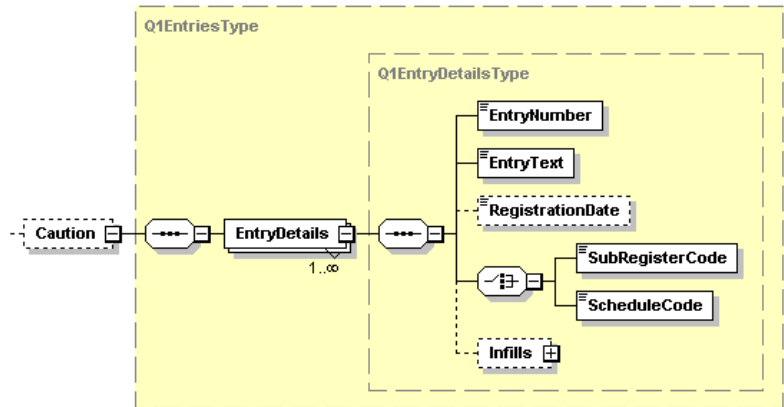 Q1EntriesType
Q1EntryDetailsType
EntryNumber
EntryText
RegistrationDate
Caution
EntryDetails
1..∞
SubRegisterCode
ScheduleCode
Infills